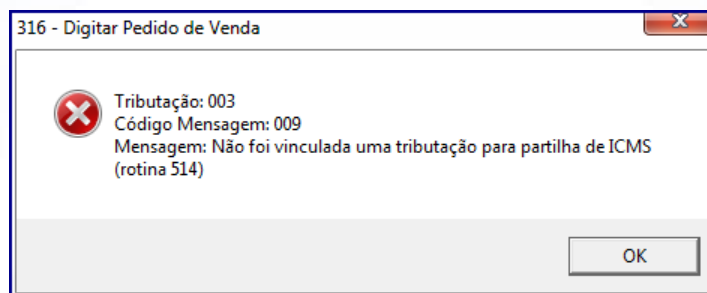 316 - Digitar Pedido de Venda
Tributação: 003
Código Mensagem: 009
Mensagem: Não foi vinculada uma tributação para partilha de ICMS
(rotina 514)
OK